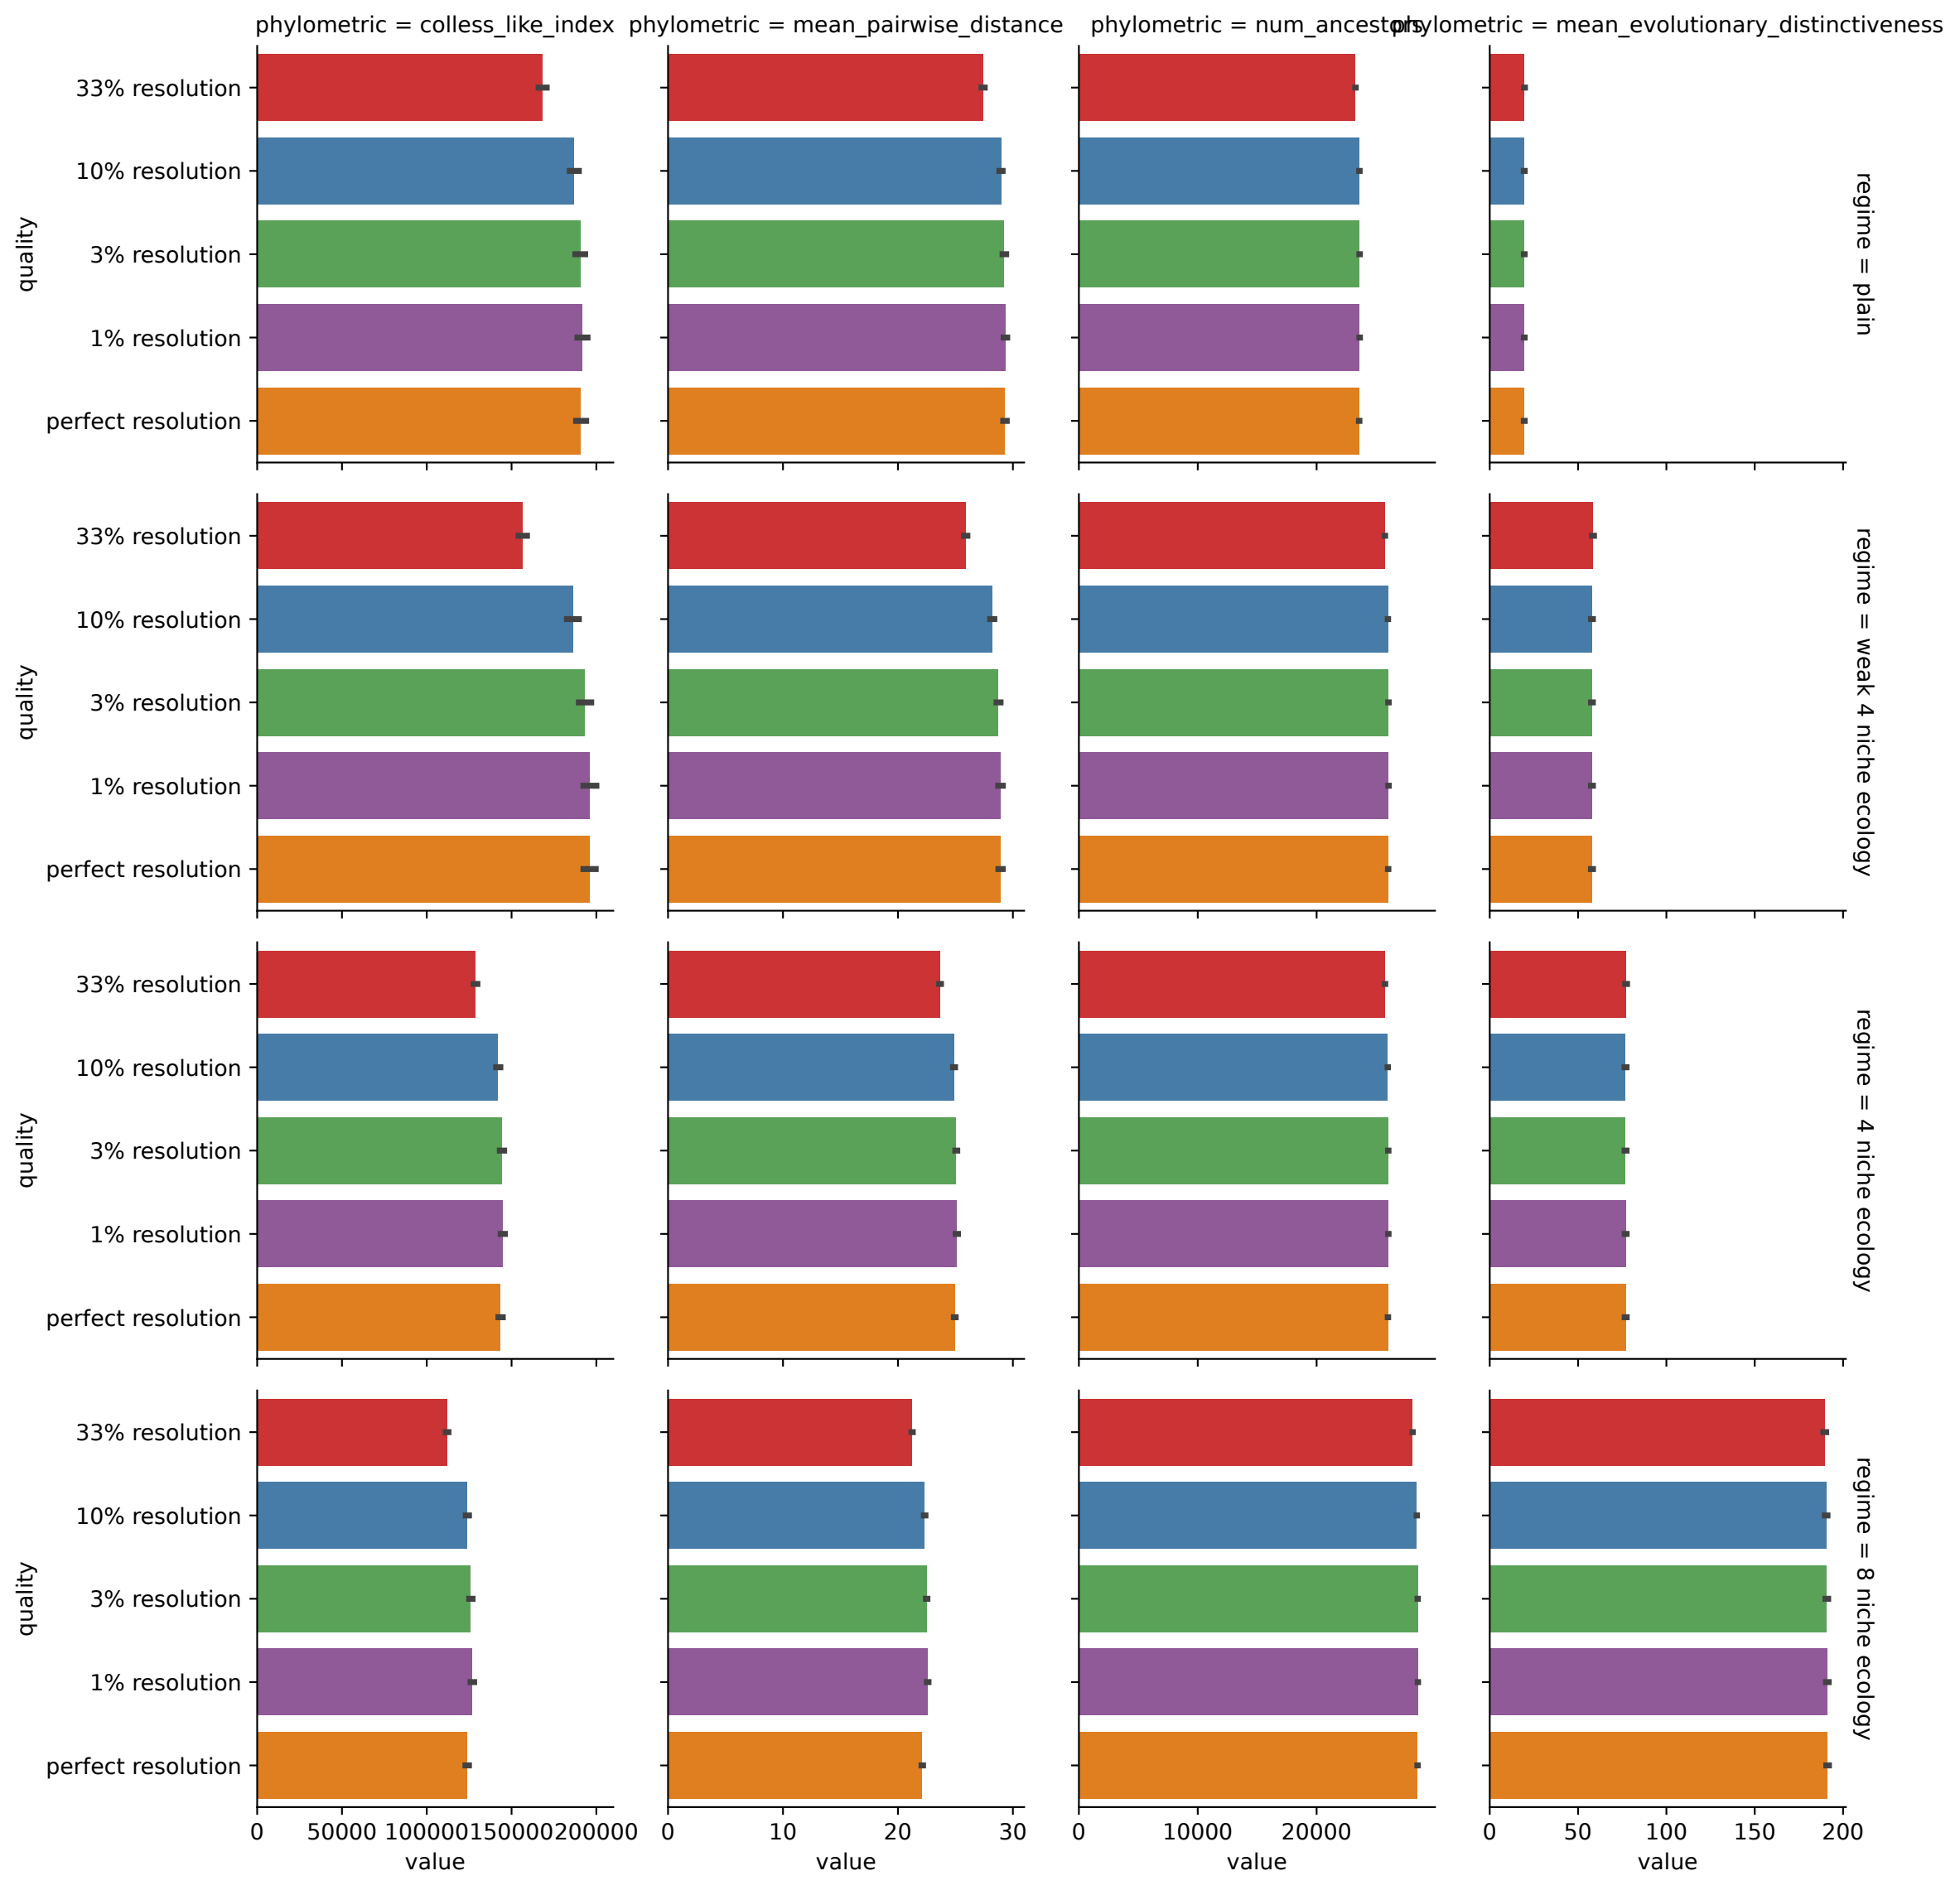 phylometric = colless_like_index
phylometric = mean_pairwise_distance
phylometric = num_ancestors
phylometric = mean_evolutionary_distinctiveness
quality
33% resolution
10% resolution
3% resolution
1% resolution
perfect resolution
regime = plain
quality
33% resolution
10% resolution
3% resolution
1% resolution
perfect resolution
regime = weak 4 niche ecology
quality
33% resolution
10% resolution
3% resolution
1% resolution
perfect resolution
regime = 4 niche ecology
quality
33% resolution
10% resolution
3% resolution
1% resolution
perfect resolution
regime = 8 niche ecology
0 50000 100000 150000 200000
value
0 10 20 30
value
0 10000 20000
value
0 50 100 150 200
value